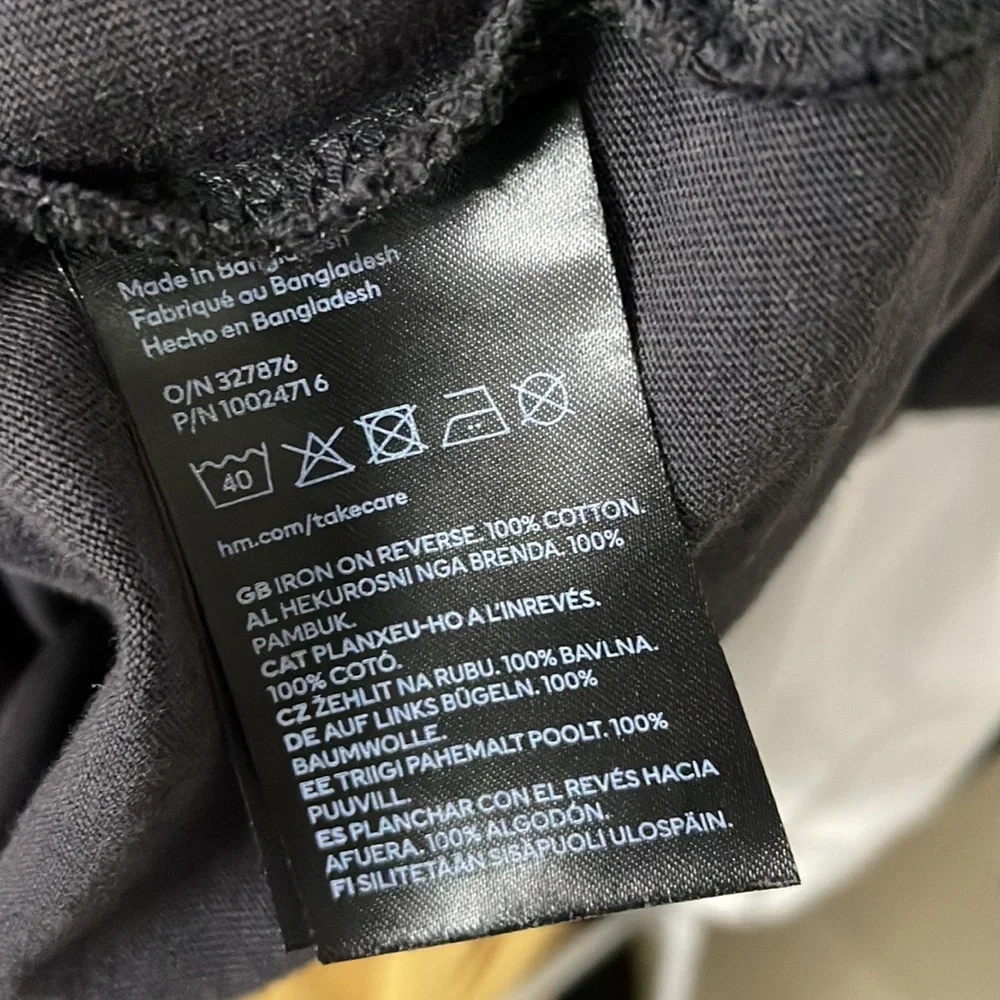 Made in
Fabriqué au Bangladesh
Hecho en Bangladesh
O/N 327876
P/N 10024716
40
hm.com/takecare
GB IRON ON REVERSE. 100% COTTON.
AL HEKUROSNI NGA BRENDA. 100%
PAMBUK.
CAT PLANXEU-HO A L'INREVÉS.
100% COTÓ.
CZ ŽEHLIT NA RUBU. 100% BAVLNA.
DE AUF LINKS BÜGELN. 100%
BAUMWOLLE.
EE TRIIGI PAHEMALT POOLT. 100%
PUUVILL.
ES PLANCHAR CON EL REVÉS HACIA
AFUERA. 100% ALGODÓN.
FI SILITETÄÄN SISÄPUOLI ULOSPÄIN.